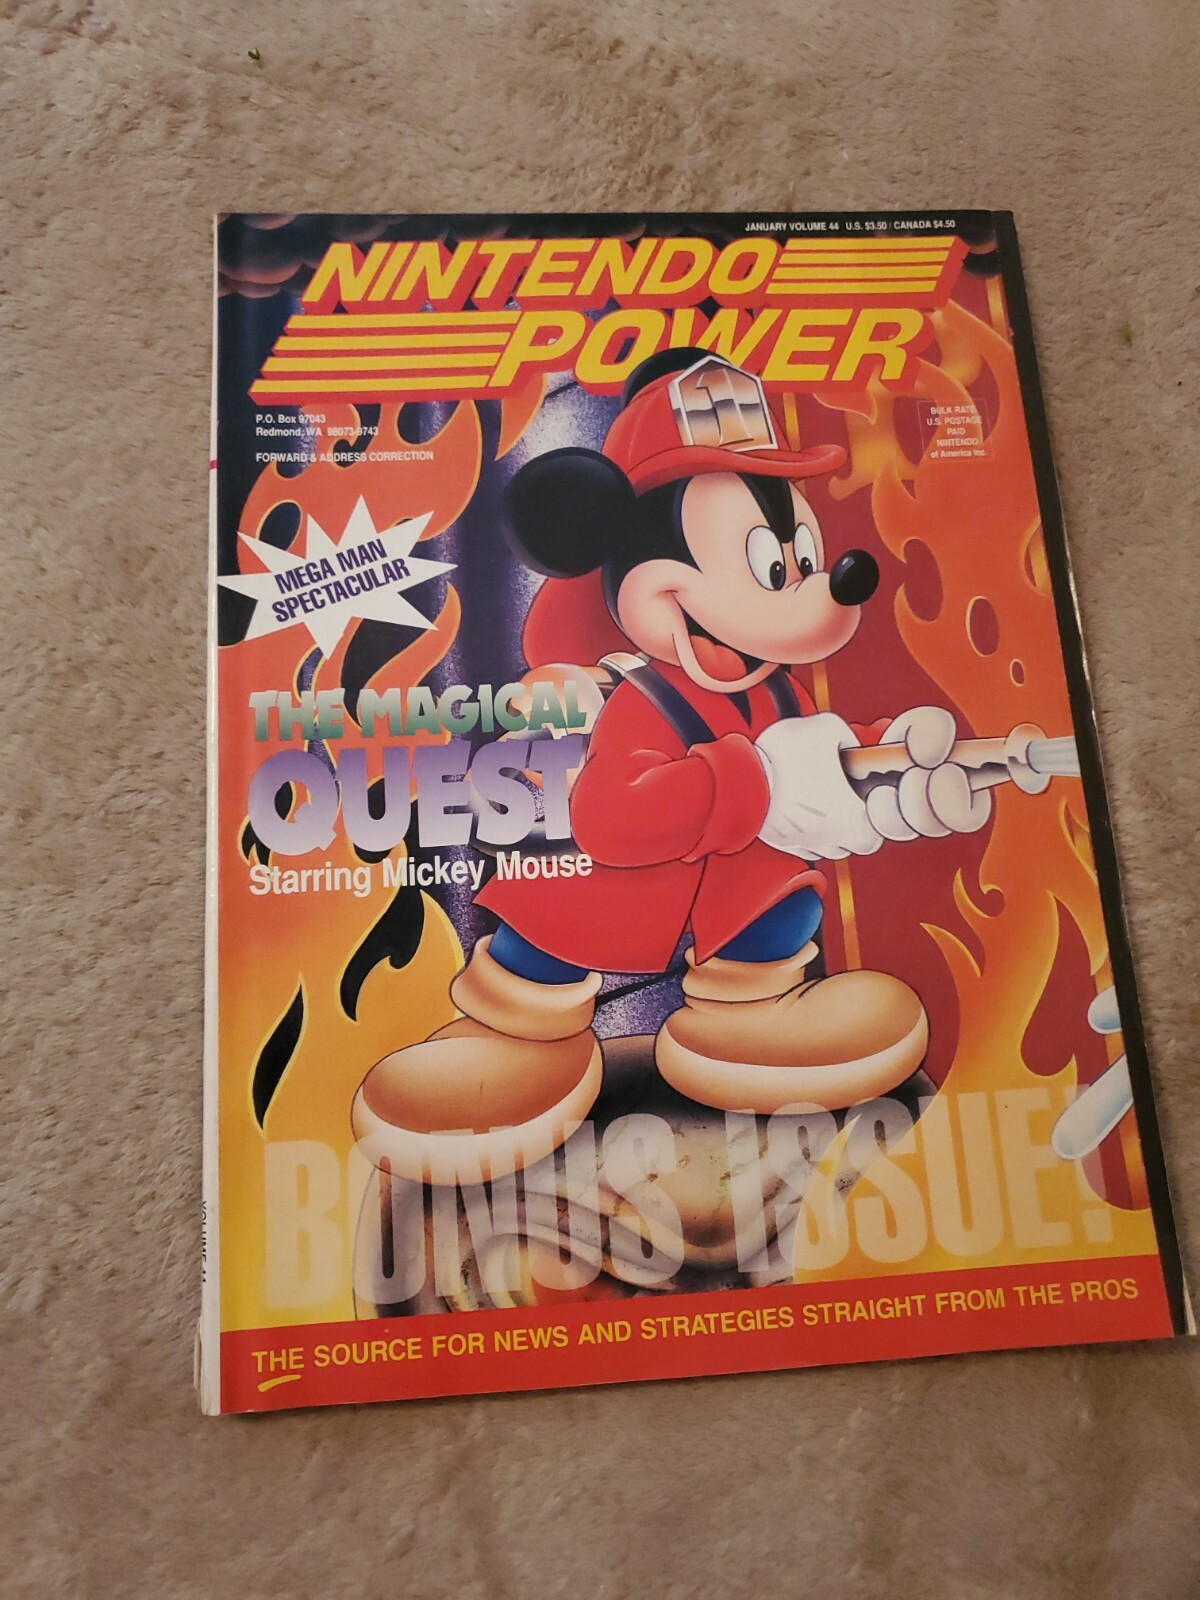 JANUARY VOLUME 44 U.S. $3.50 / CANADA $4.50
NINTENDO
POWER
1
P.O. Box 97043
Redmond, WA 98073-9743
FORWARD & ADDRESS CORRECTION
BULK RATE
U.S. POSTAGE
PAID
NINTENDO
of America Inc.
MEGA MAN
SPECTACULAR
THE MAGICAL
QUEST
Starring Mickey Mouse
BONUS ISSUE!
THE SOURCE FOR NEWS AND STRATEGIES STRAIGHT FROM THE PROS
VOLUME 44